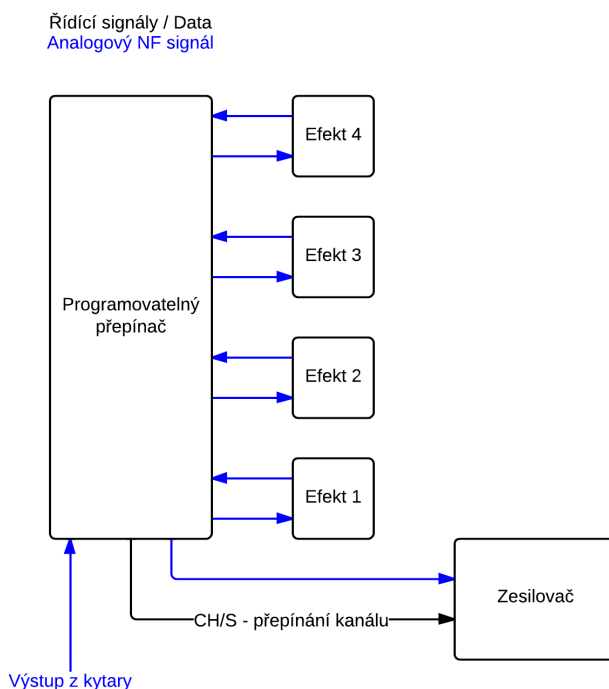 Řídící signály / Data
Analogový NF signál
Efekt 4
Efekt 3
Programovatelný
přepínač
Efekt 2
Efekt 1
Zesilovač
CH/S - přepínání kanálu
Výstup z kytary